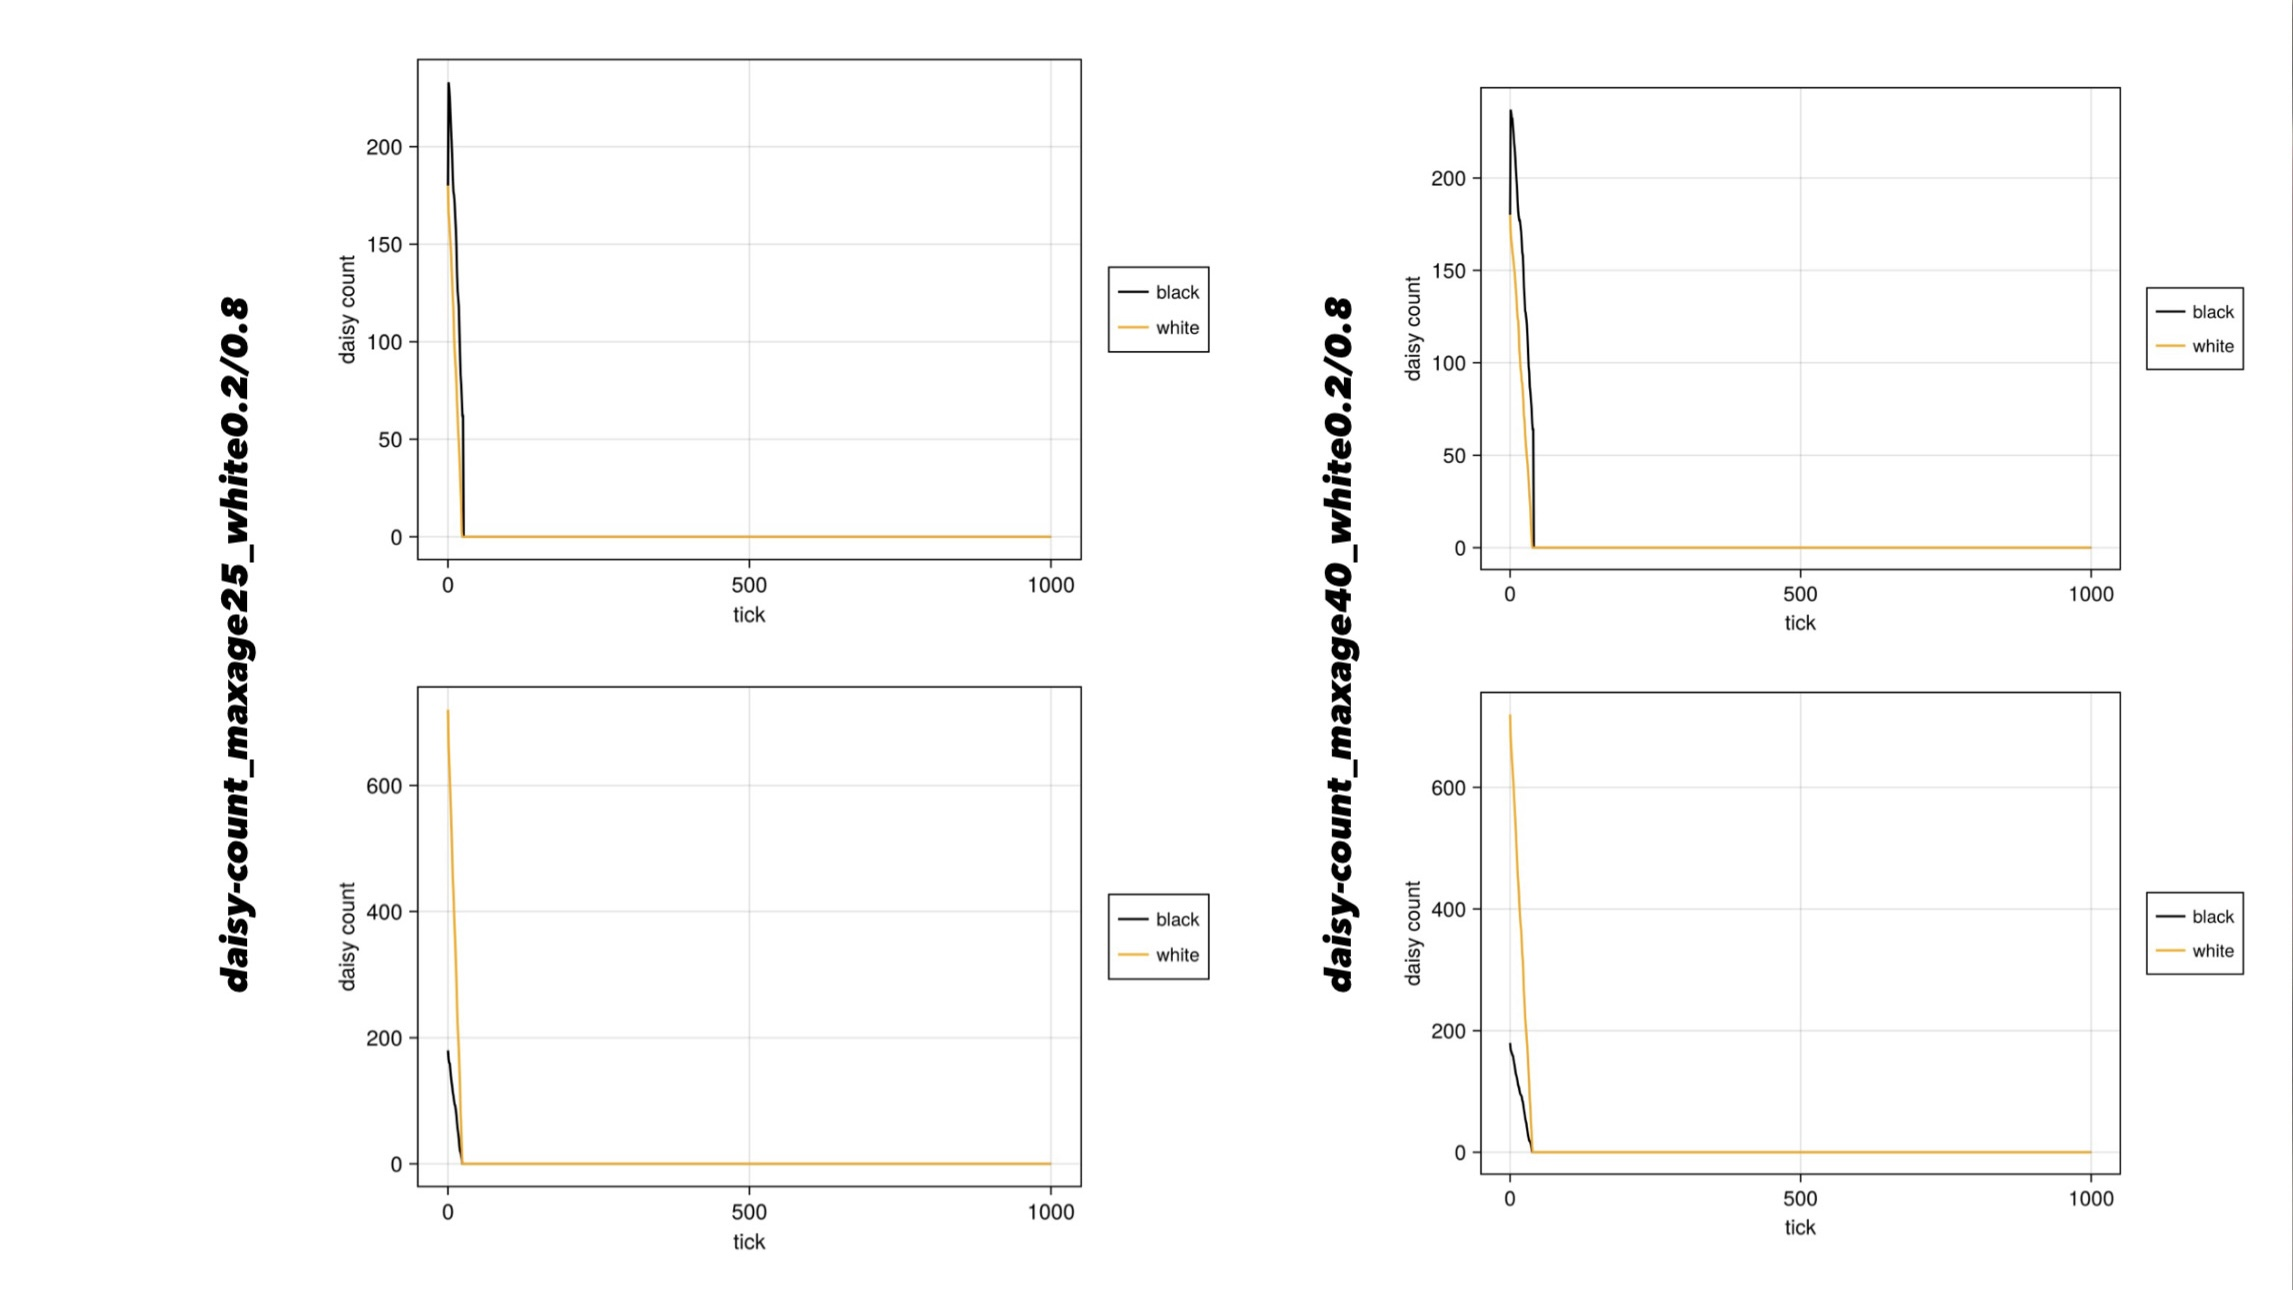 daisy-count_maxage25_white0.2/0.8
daisy count
200
150
100
50
0
0 500 1000
tick
black
white
daisy count
600
400
200
0
0 500 1000
tick
black
white
daisy-count_maxage40_white0.2/0.8
daisy count
200
150
100
50
0
0 500 1000
tick
black
white
daisy count
600
400
200
0
0 500 1000
tick
black
white